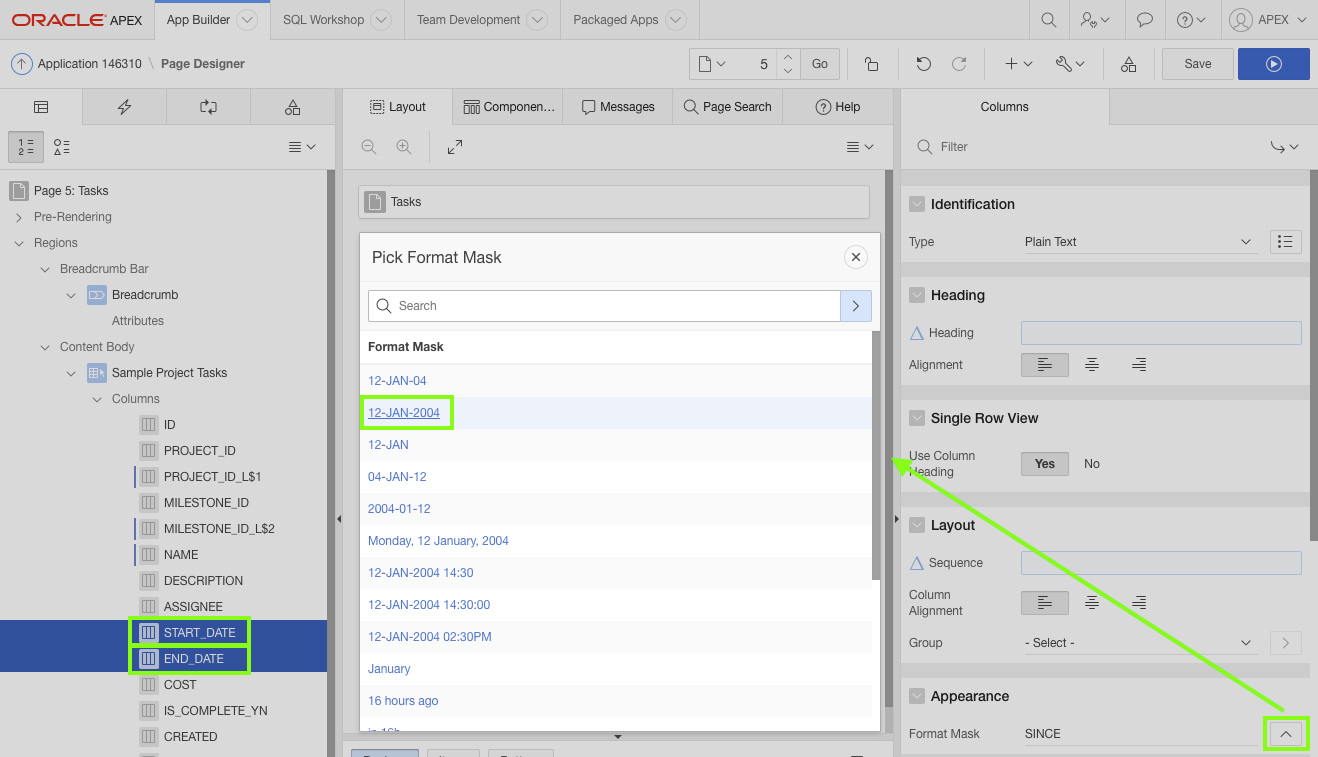 ORACLE APEX
App Builder
SQL Workshop
Team Development
Packaged Apps
APEX
Application 146310 \ Page Designer
5
Go
Save
Layout
Componen...
Messages
Page Search
Help
Columns
Filter
Page 5: Tasks
Pre-Rendering
Regions
Breadcrumb Bar
Breadcrumb
Attributes
Content Body
Sample Project Tasks
Columns
ID
PROJECT_ID
PROJECT_ID_L$1
MILESTONE_ID
MILESTONE_ID_L$2
NAME
DESCRIPTION
ASSIGNEE
START_DATE
END_DATE
COST
IS_COMPLETE_YN
CREATED
Tasks
Pick Format Mask
Search
Format Mask
12-JAN-04
12-JAN-2004
12-JAN
04-JAN-12
2004-01-12
Monday, 12 January, 2004
12-JAN-2004 14:30
12-JAN-2004 14:30:00
12-JAN-2004 02:30PM
January
16 hours ago
in 16h
Identification
Type
Plain Text
Heading
Heading
Alignment
Single Row View
Use Column
Heading
Yes
No
Layout
Sequence
Column
Alignment
Group
- Select -
Appearance
Format Mask
SINCE